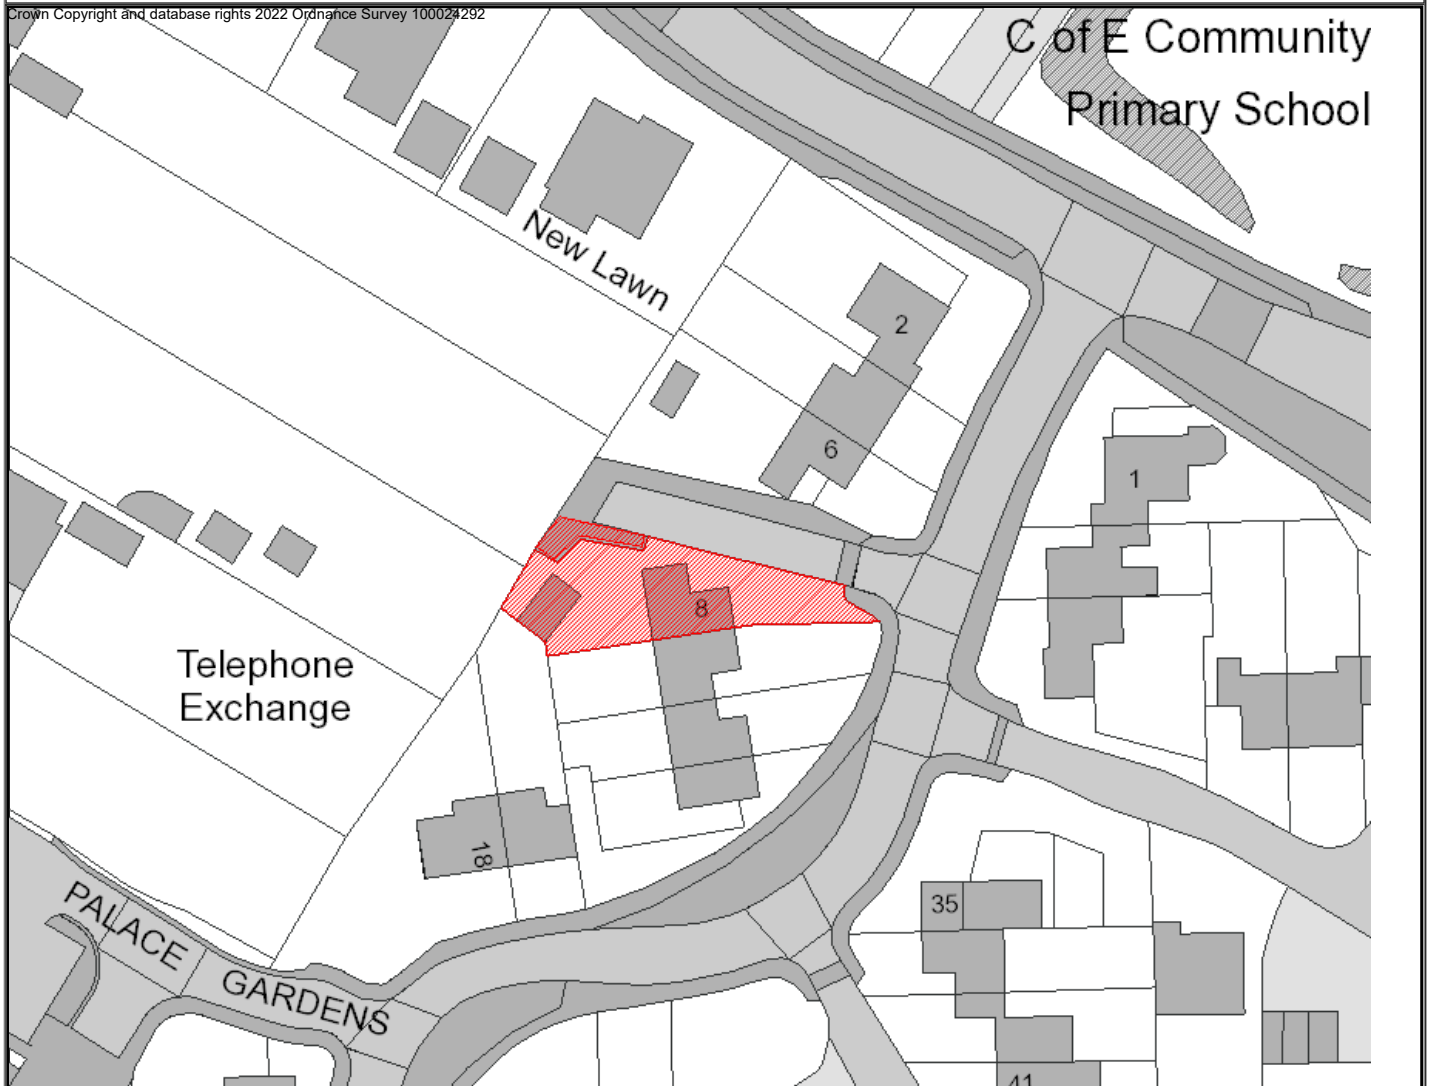 Crown Copyright and database rights 2022 Ordnance Survey 100024292
C of E Community
Primary School
New Lawn
2
6
1
8
Telephone
Exchange
18
35
PALACE
GARDENS
41